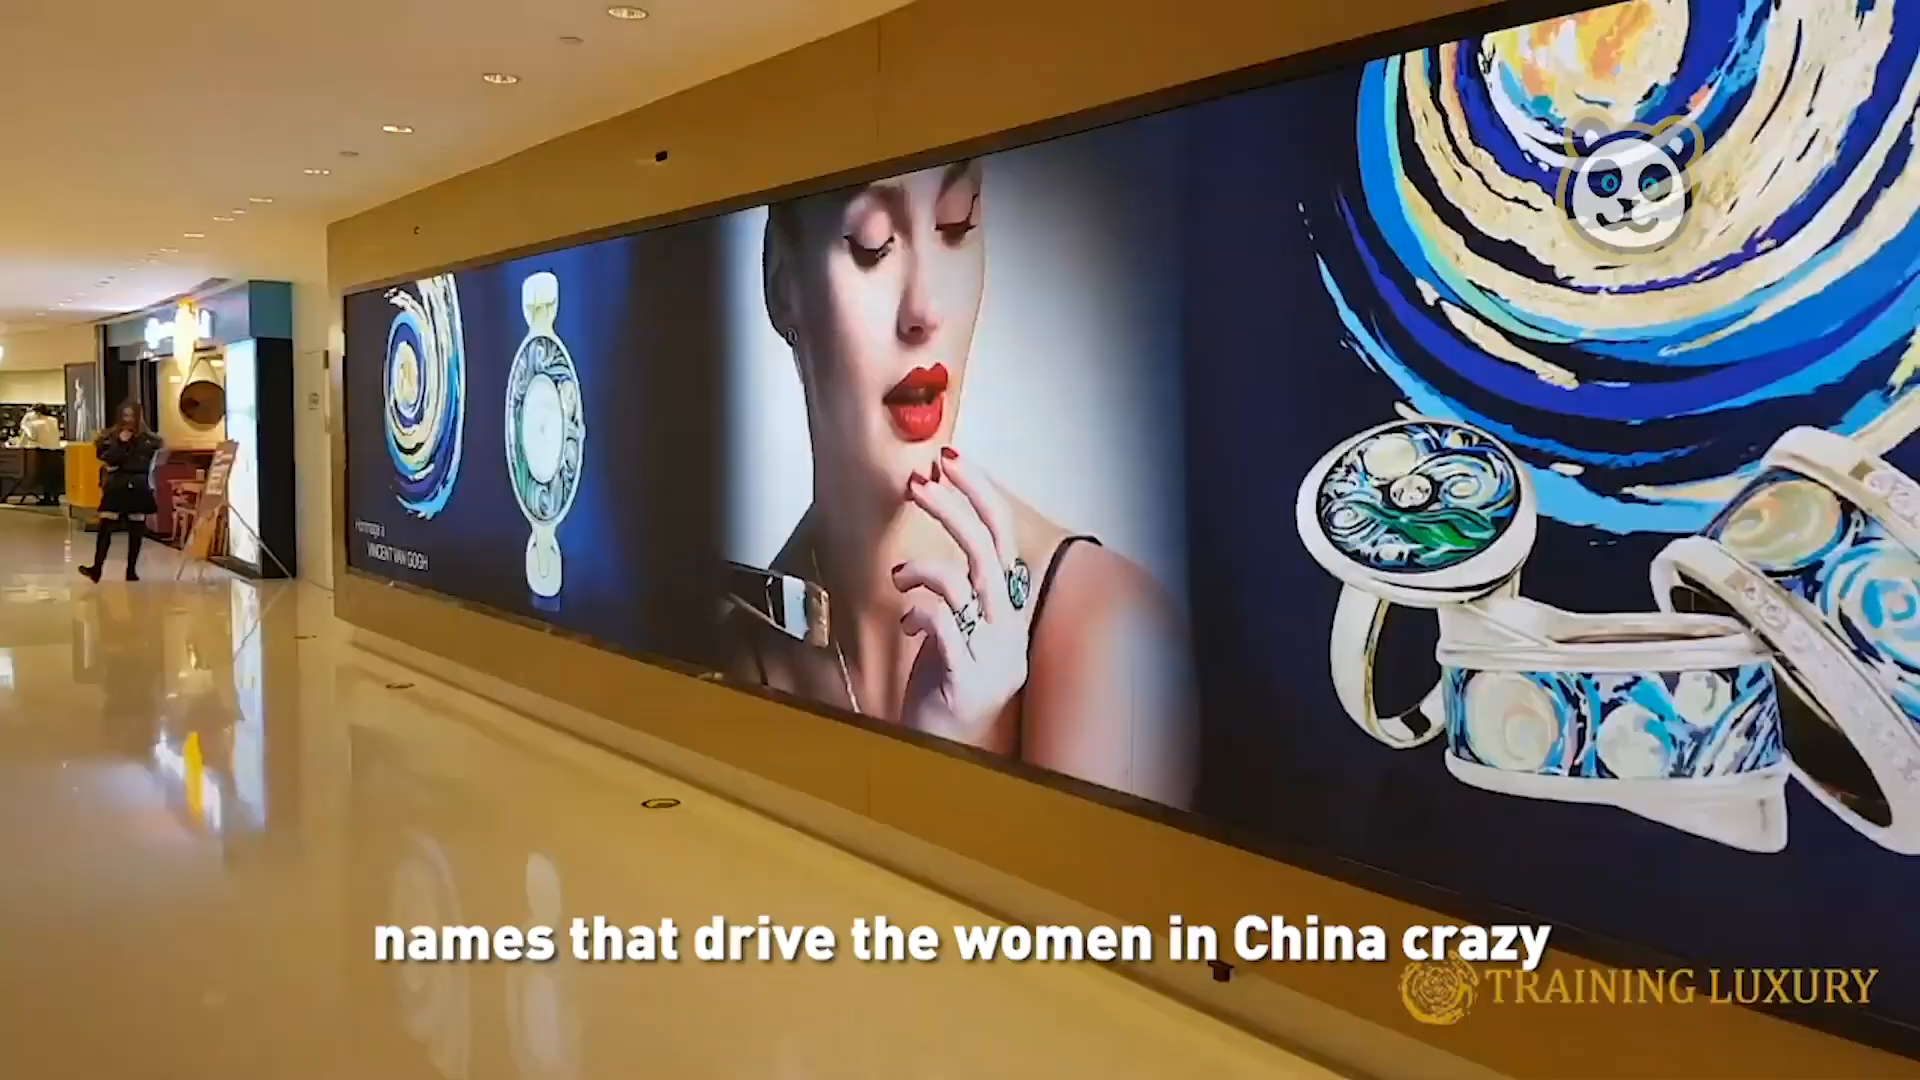 Hommage à
VINCENT VAN GOGH
names that drive the women in China crazy
TRAINING LUXURY